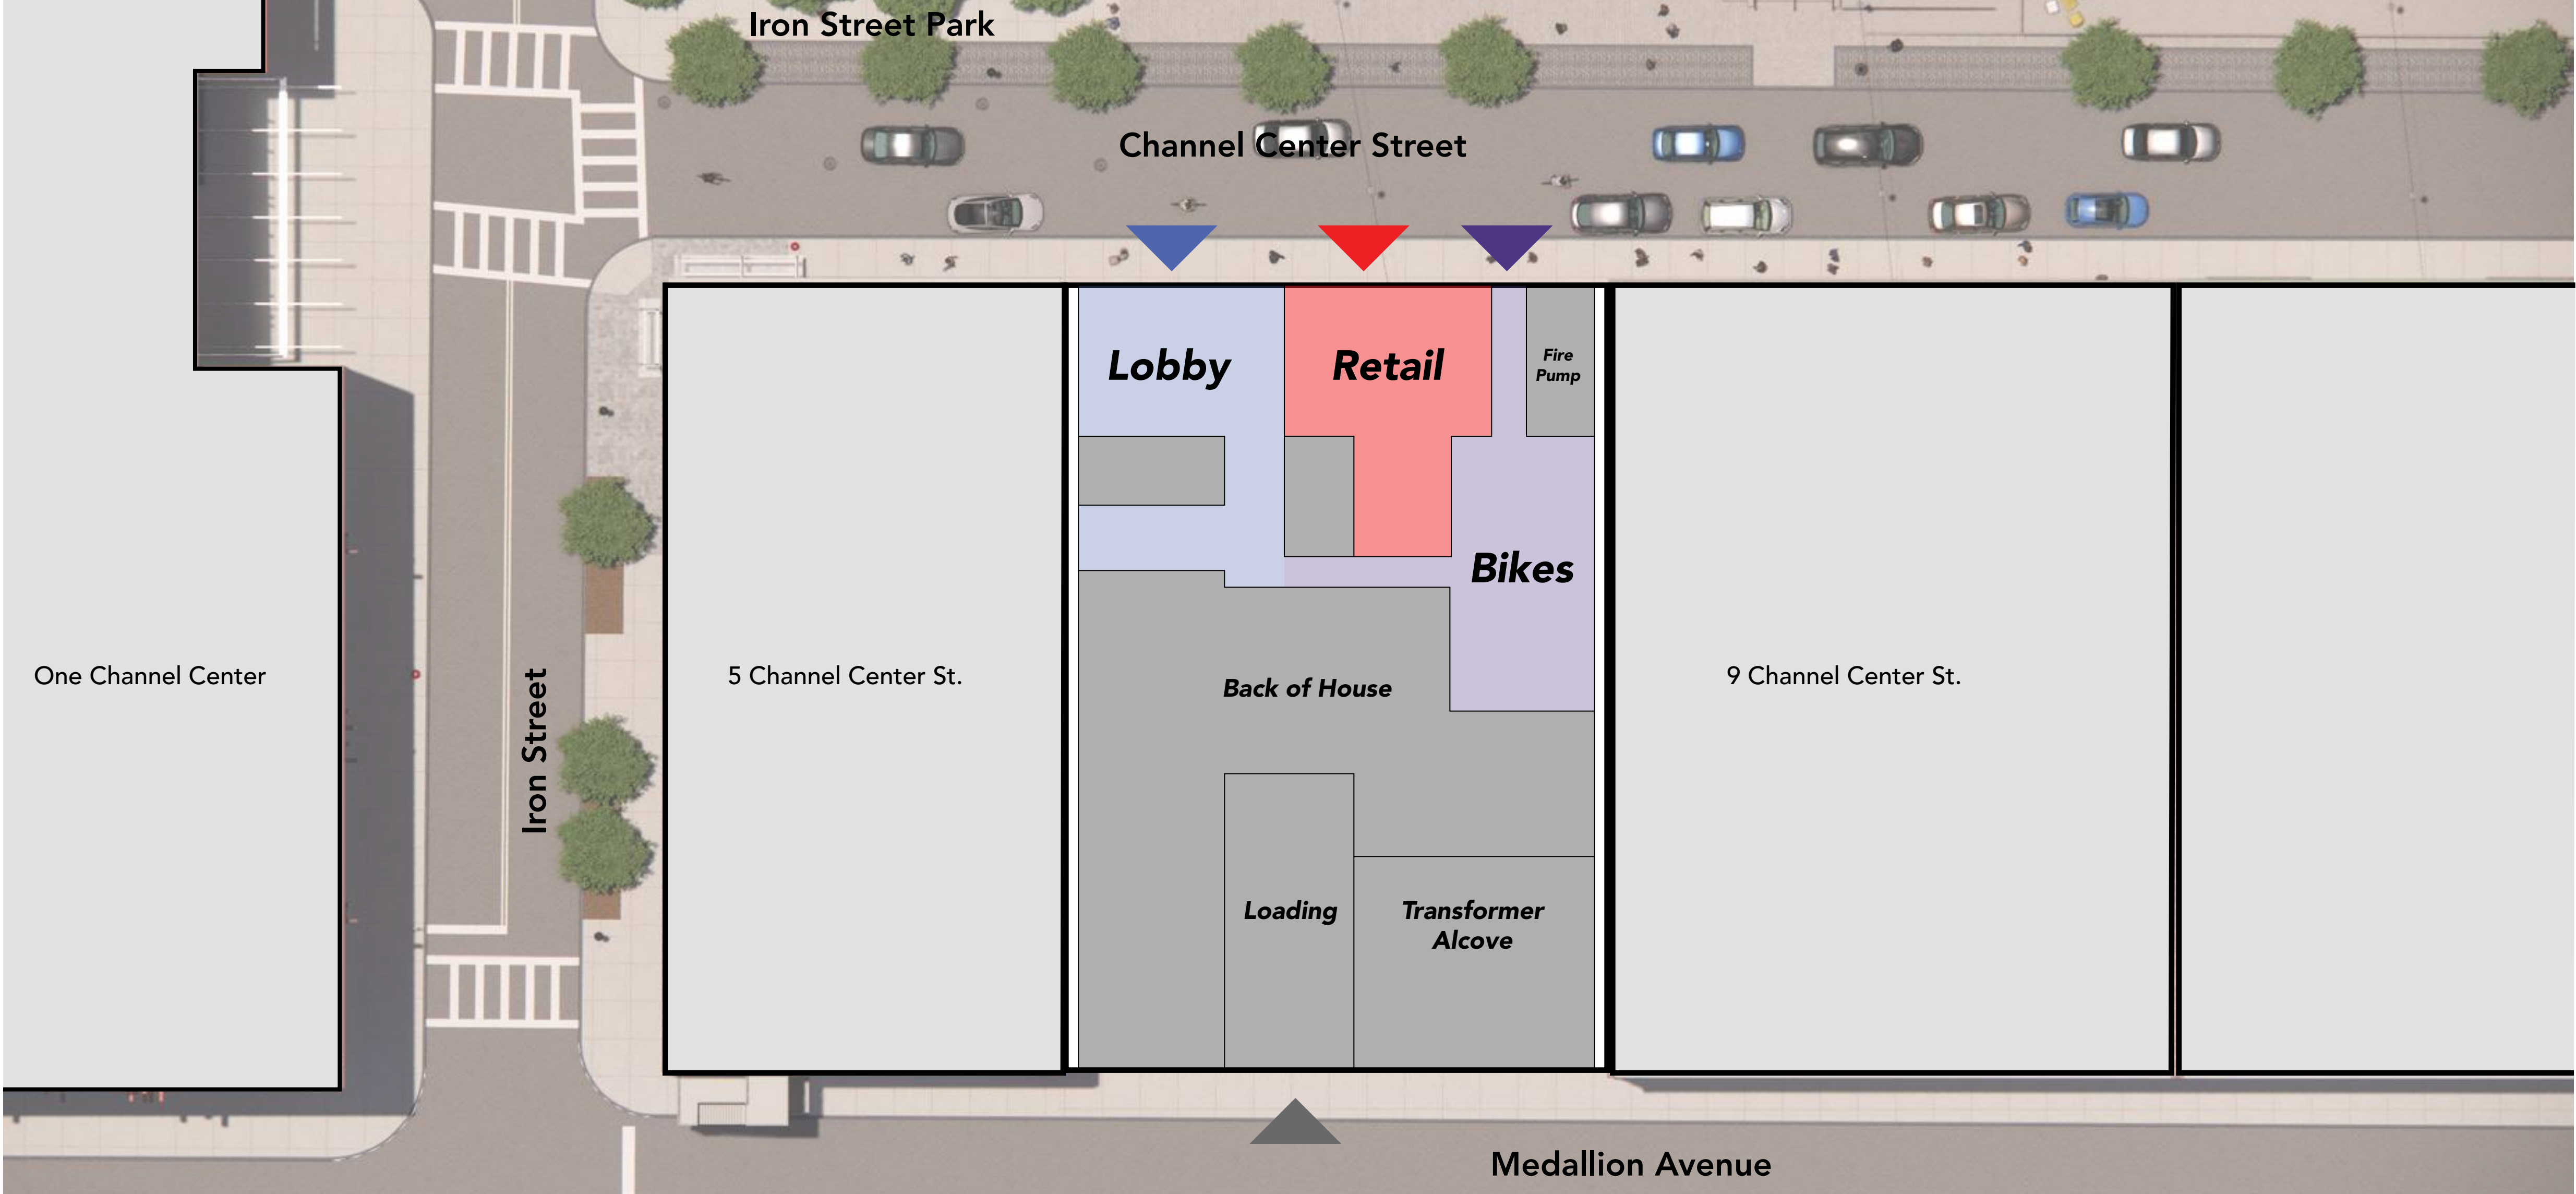 Iron Street Park
Channel Center Street
Lobby
Retail
Fire
Pump
Bikes
One Channel Center
Iron Street
5 Channel Center St.
Back of House
9 Channel Center St.
Loading
Transformer
Alcove
Medallion Avenue